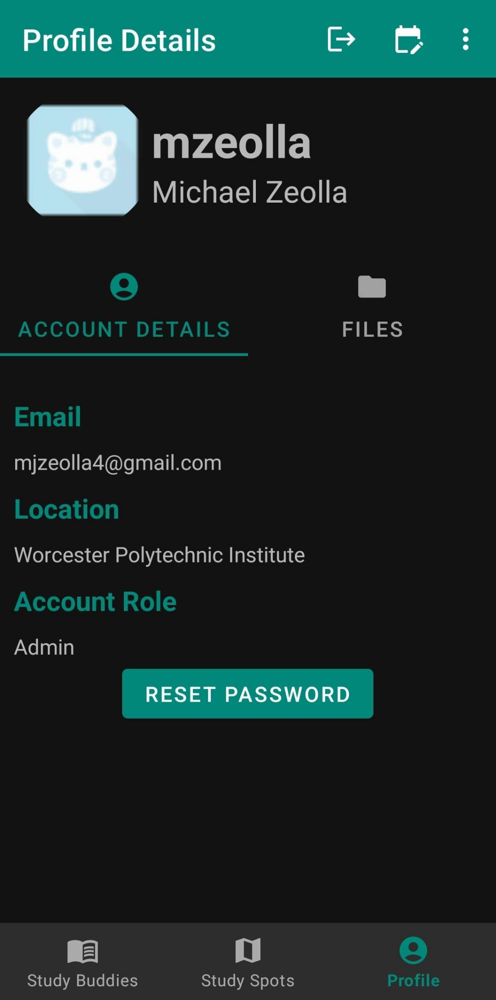 Profile Details
mzeolla
Michael Zeolla
ACCOUNT DETAILS
FILES
Email
mjzeolla4@gmail.com
Location
Worcester Polytechnic Institute
Account Role
Admin
RESET PASSWORD
Study Buddies
Study Spots
Profile